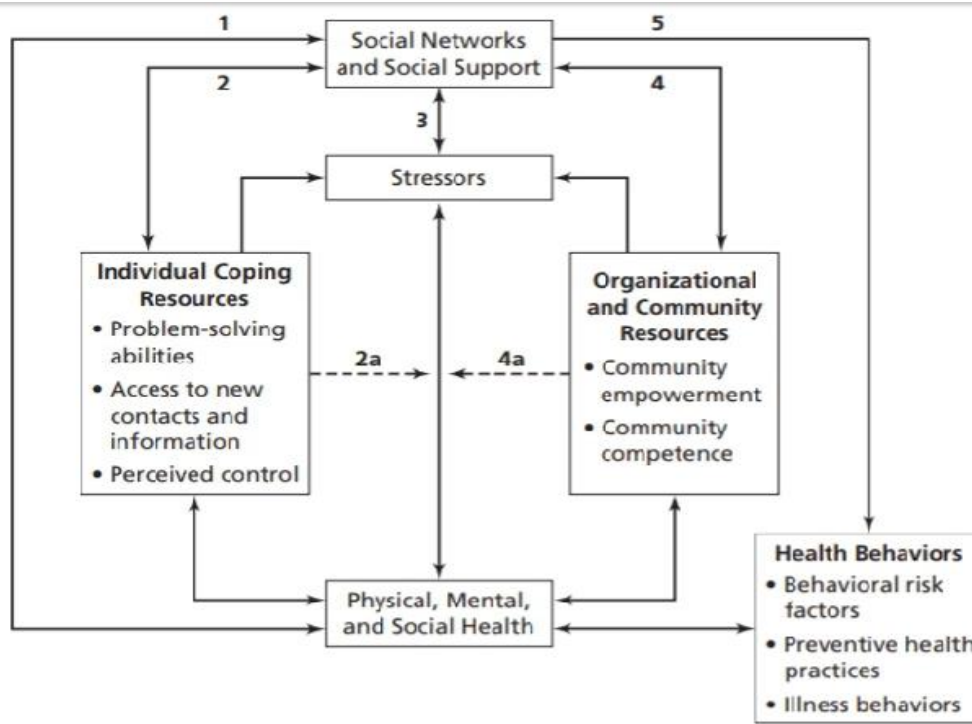 1
5
Social Networks
and Social Support
2
4
3
Stressors
Individual Coping
Resources
• Problem-solving
abilities
• Access to new
contacts and
information
• Perceived control
2a
4a
Organizational
and Community
Resources
• Community
empowerment
• Community
competence
Physical, Mental,
and Social Health
Health Behaviors
• Behavioral risk
factors
• Preventive health
practices
• Illness behaviors